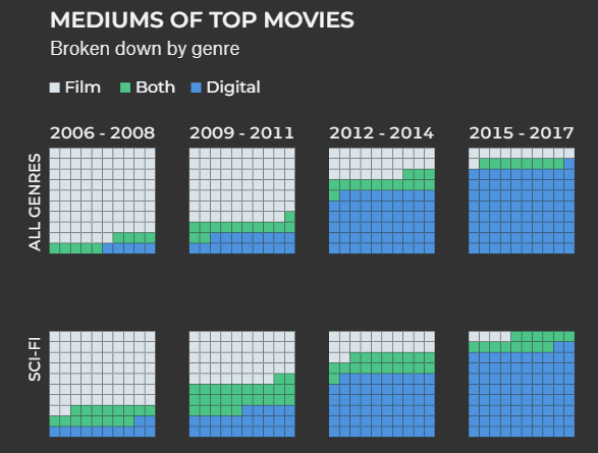 MEDIUMS OF TOP MOVIES
Broken down by genre
Film Both Digital
2006 - 2008 2009 - 2011 2012 - 2014 2015 - 2017
ALL GENRES
SCI-FI